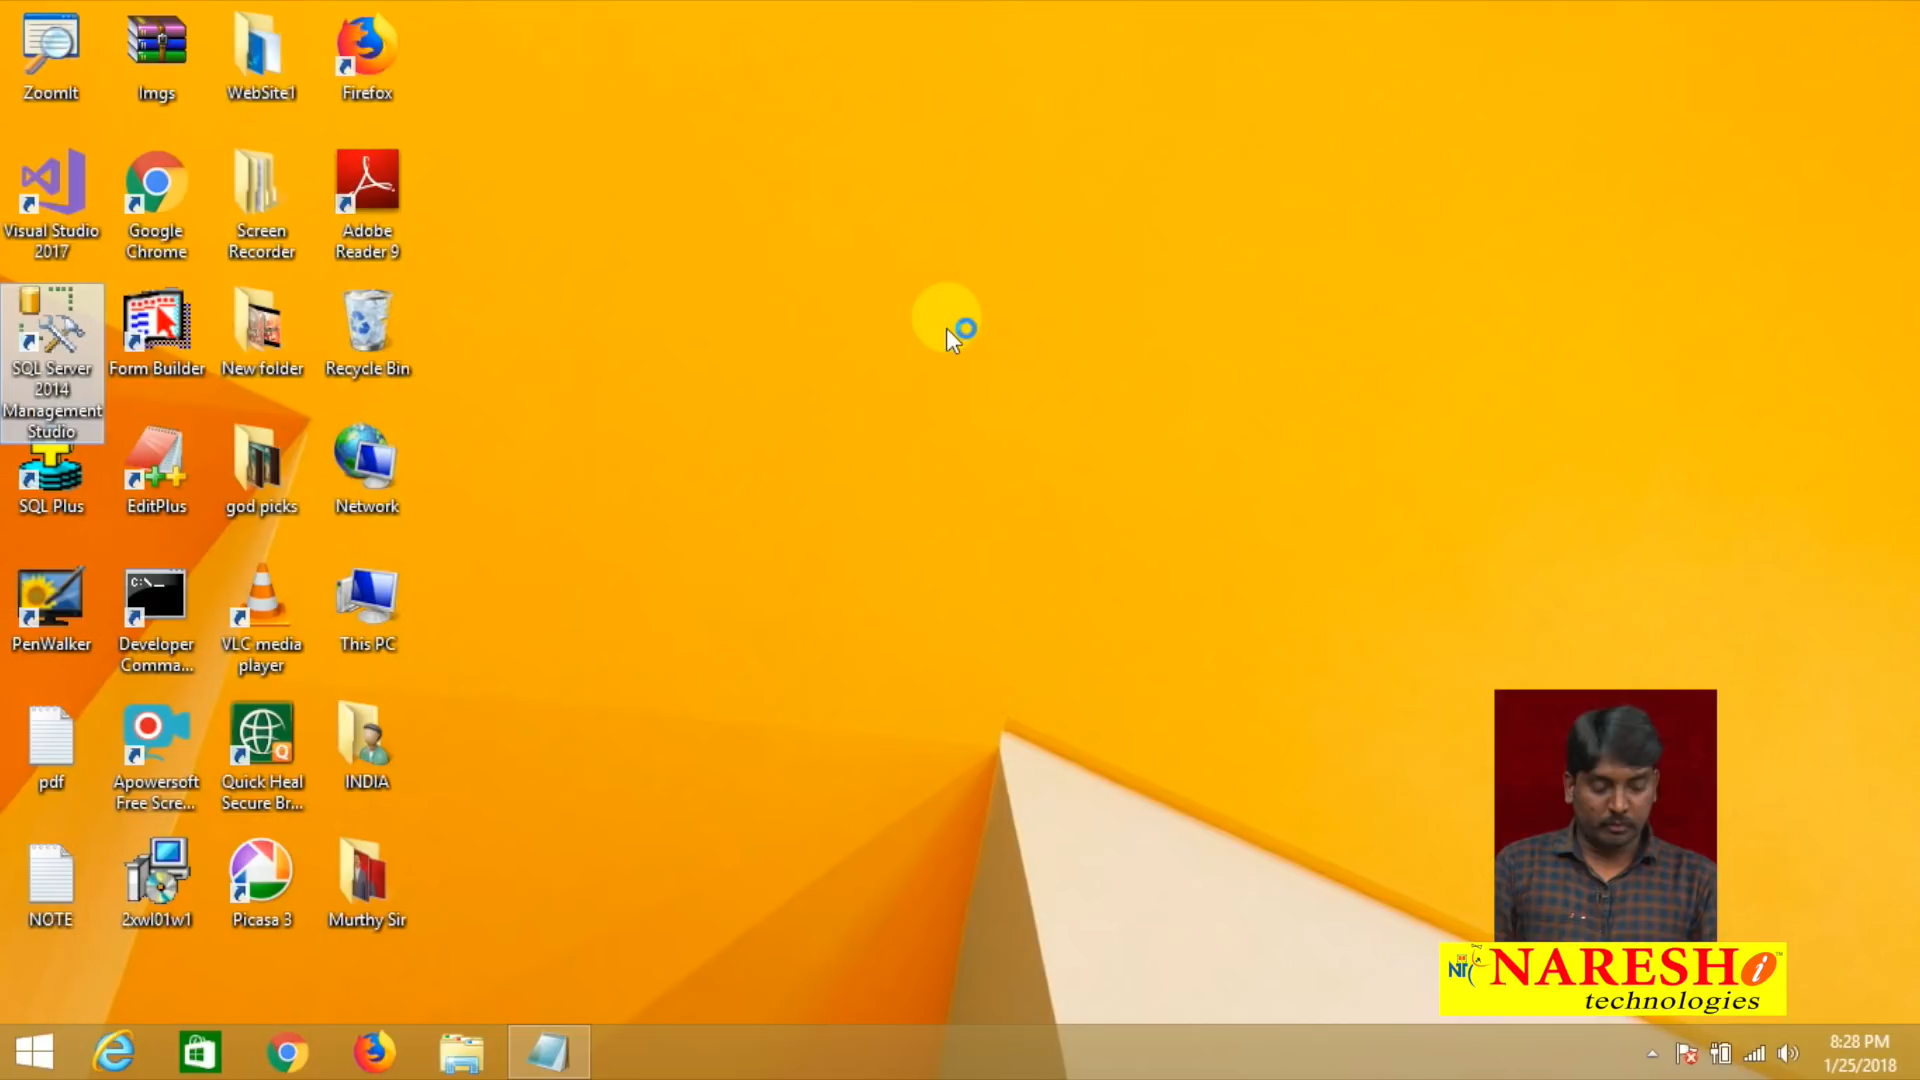 ZoomIt
Imgs
WebSite1
Firefox
Visual Studio
2017
Google
Chrome
Screen
Recorder
Adobe
Reader 9
SQL Server
2014
Management
Studio
Form Builder
New folder
Recycle Bin
SQL Plus
EditPlus
god picks
Network
PenWalker
C:\_
Developer
Comma...
VLC media
player
This PC
pdf
Apowersoft
Free Scre...
Quick Heal
Secure Br...
INDIA
NOTE
2xwl01w1
Picasa 3
Murthy Sir
NT
NARESH i
technologies
8:28 PM
1/25/2018